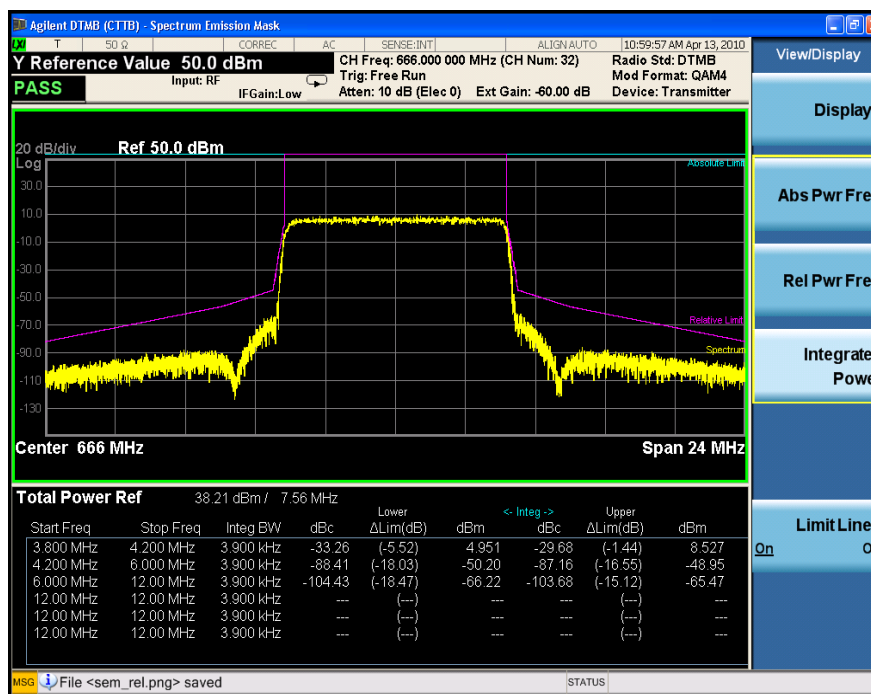 Agilent DTMB (CTTB) - Spectrum Emission Mask
LXI T 50 Ω CORREC AC SENSE:INT ALIGN AUTO 10:59:57 AM Apr 13, 2010
Y Reference Value 50.0 dBm
PASS
Input: RF
IFGain:Low
CH Freq: 666.000 000 MHz (CH Num: 32)
Trig: Free Run
Atten: 10 dB (Elec 0) Ext Gain: -60.00 dB
Radio Std: DTMB
Mod Format: QAM4
Device: Transmitter
20 dB/div Ref 50.0 dBm
Log
Absolute Limit
30.0
10.0
-10.0
-30.0
-50.0
-70.0
Relative Limit
Spectrum
-90.0
-110
-130
Center 666 MHz Span 24 MHz
Total Power Ref 38.21 dBm / 7.56 MHz
Lower <- Integ -> Upper
Start Freq Stop Freq Integ BW dBc ΔLim(dB) dBm dBc ΔLim(dB) dBm
3.800 MHz 4.200 MHz 3.900 kHz -33.26 (-5.52) 4.951 -29.68 (-1.44) 8.527
4.200 MHz 6.000 MHz 3.900 kHz -88.41 (-18.03) -50.20 -87.16 (-16.55) -48.95
6.000 MHz 12.00 MHz 3.900 kHz -104.43 (-18.47) -66.22 -103.68 (-15.12) -65.47
12.00 MHz 12.00 MHz 3.900 kHz --- (---) --- --- (---) ---
12.00 MHz 12.00 MHz 3.900 kHz --- (---) --- --- (---) ---
12.00 MHz 12.00 MHz 3.900 kHz --- (---) --- --- (---) ---
MSG File <sem_rel.png> saved STATUS
View/Display
Display
Abs Pwr Fre
Rel Pwr Fre
Integrate
Powe
Limit Line
On O